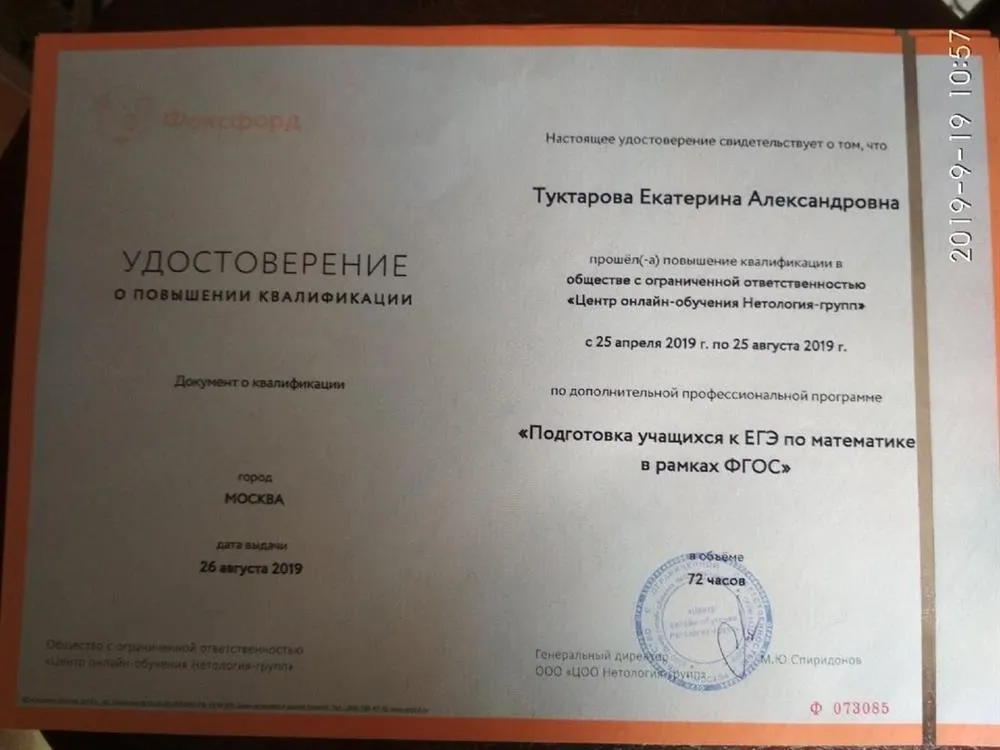 Фоксфорд
УДОСТОВЕРЕНИЕ
О ПОВЫШЕНИИ КВАЛИФИКАЦИИ
Документ о квалификации
город
МОСКВА
дата выдачи
26 августа 2019
Общество с ограниченной ответственностью
«Центр онлайн-обучения Нетология-групп»
Настоящее удостоверение свидетельствует о том, что
Туктарова Екатерина Александровна
прошёл(-а) повышение квалификации в
обществе с ограниченной ответственностью
«Центр онлайн-обучения Нетология-групп»
с 25 апреля 2019 г. по 25 августа 2019 г.
по дополнительной профессиональной программе
«Подготовка учащихся к ЕГЭ по математике
в рамках ФГОС»
в объёме
72 часов
Генеральный директор
ООО «ЦОО Нетология-групп»
М.Ю.Спиридонов
Ф 073085
2019-9-19 10:57